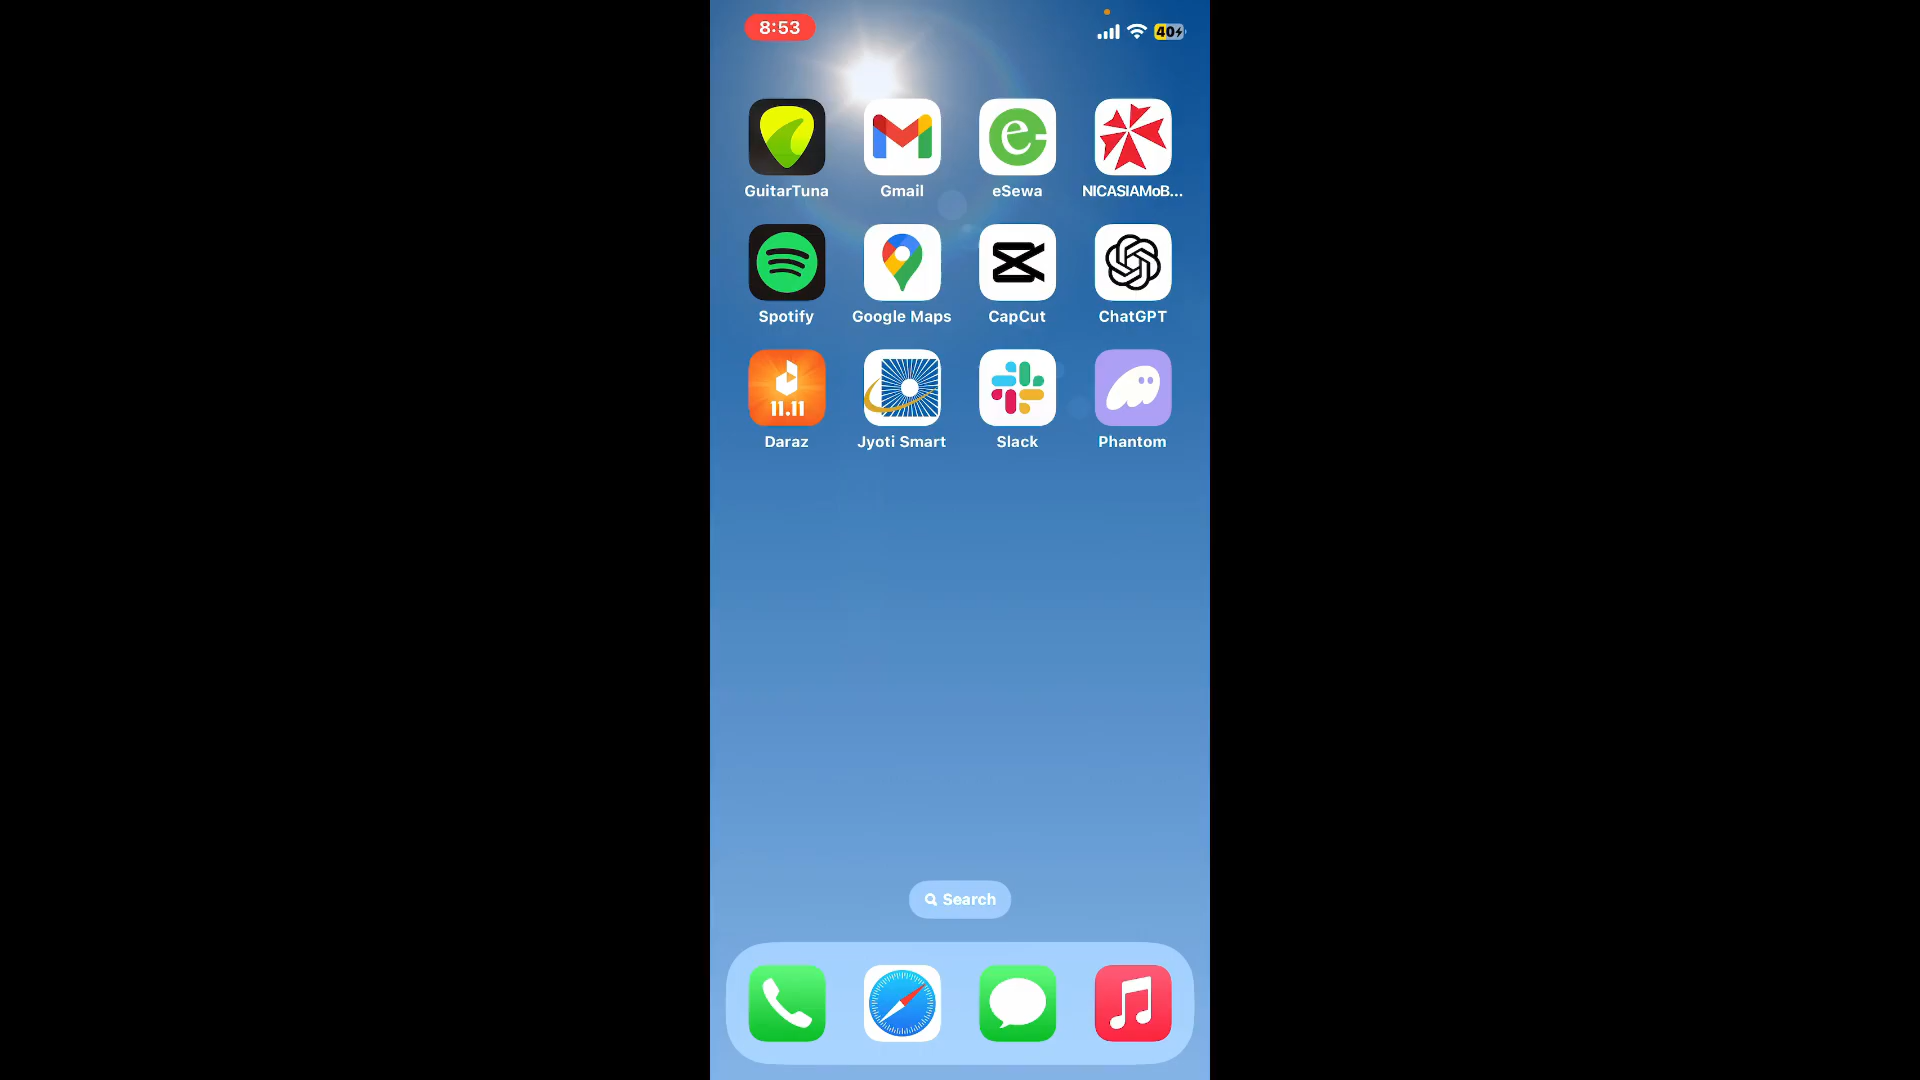 8:53
40
GuitarTuna
Gmail
eSewa
NICASIAMoB...
Spotify
Google Maps
CapCut
ChatGPT
11.11
Daraz
Jyoti Smart
Slack
Phantom
Search